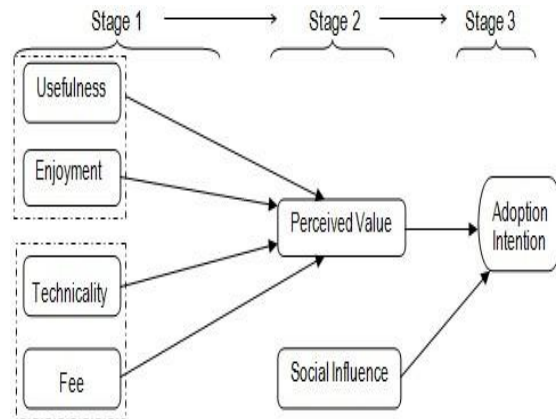 Stage 1
Stage 2
Stage 3
Usefulness
Enjoyment
Perceived Value
Adoption
Intention
Technicality
Fee
Social Influence